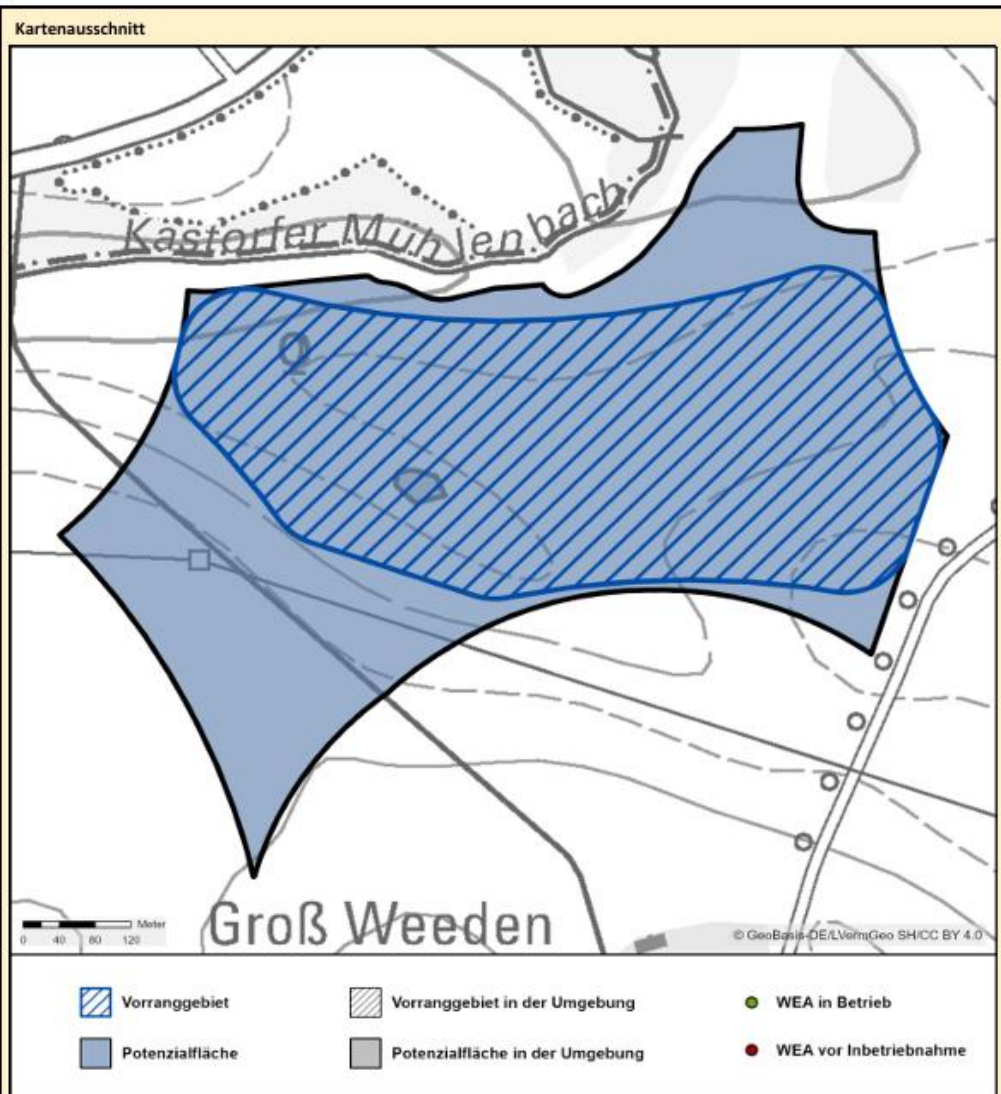 Kartenausschnitt
Kastorfer Mühlenbach
Groß Weeden
Meter
0 40 80 120
© GeoBasis-DE/LVermGeo SH/CC BY 4.0
Vorranggebiet
Vorranggebiet in der Umgebung
WEA in Betrieb
Potenzialfläche
Potenzialfläche in der Umgebung
WEA vor Inbetriebnahme